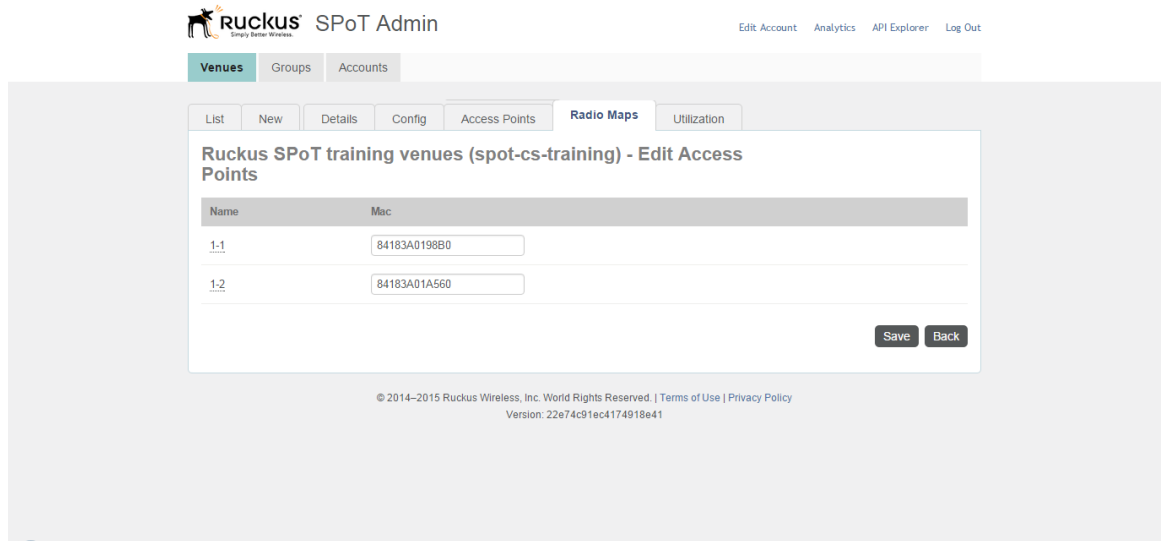 Ruckus SPoT Admin
Simply Better Wireless.
Edit Account Analytics API Explorer Log Out
Venues Groups Accounts
List New Details Config Access Points Radio Maps Utilization
Ruckus SPoT training venues (spot-cs-training) - Edit Access
Points
Name Mac
1-1 84183A0198B0
1-2 84183A01A560
Save Back
© 2014–2015 Ruckus Wireless, Inc. World Rights Reserved. | Terms of Use | Privacy Policy
Version: 22e74c91ec4174918e41